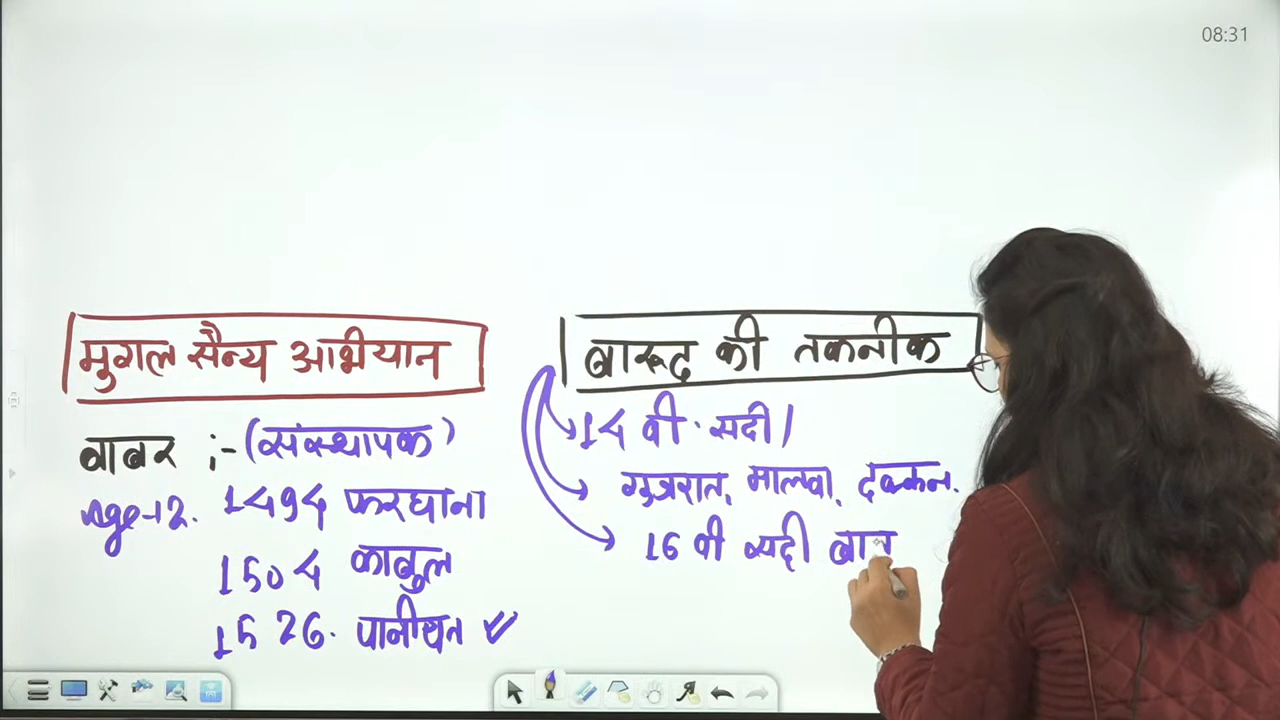 08:31
मुगल सैन्य अभियान
बाबर :- (संस्थापक)
Age-12. 1494 फरघाना
1504 काबुल
1526. पानीपत
बारूद की तकनीक
14 वी. सदी।
गुजरात, मालवा, दक्कन.
16 वी सदी